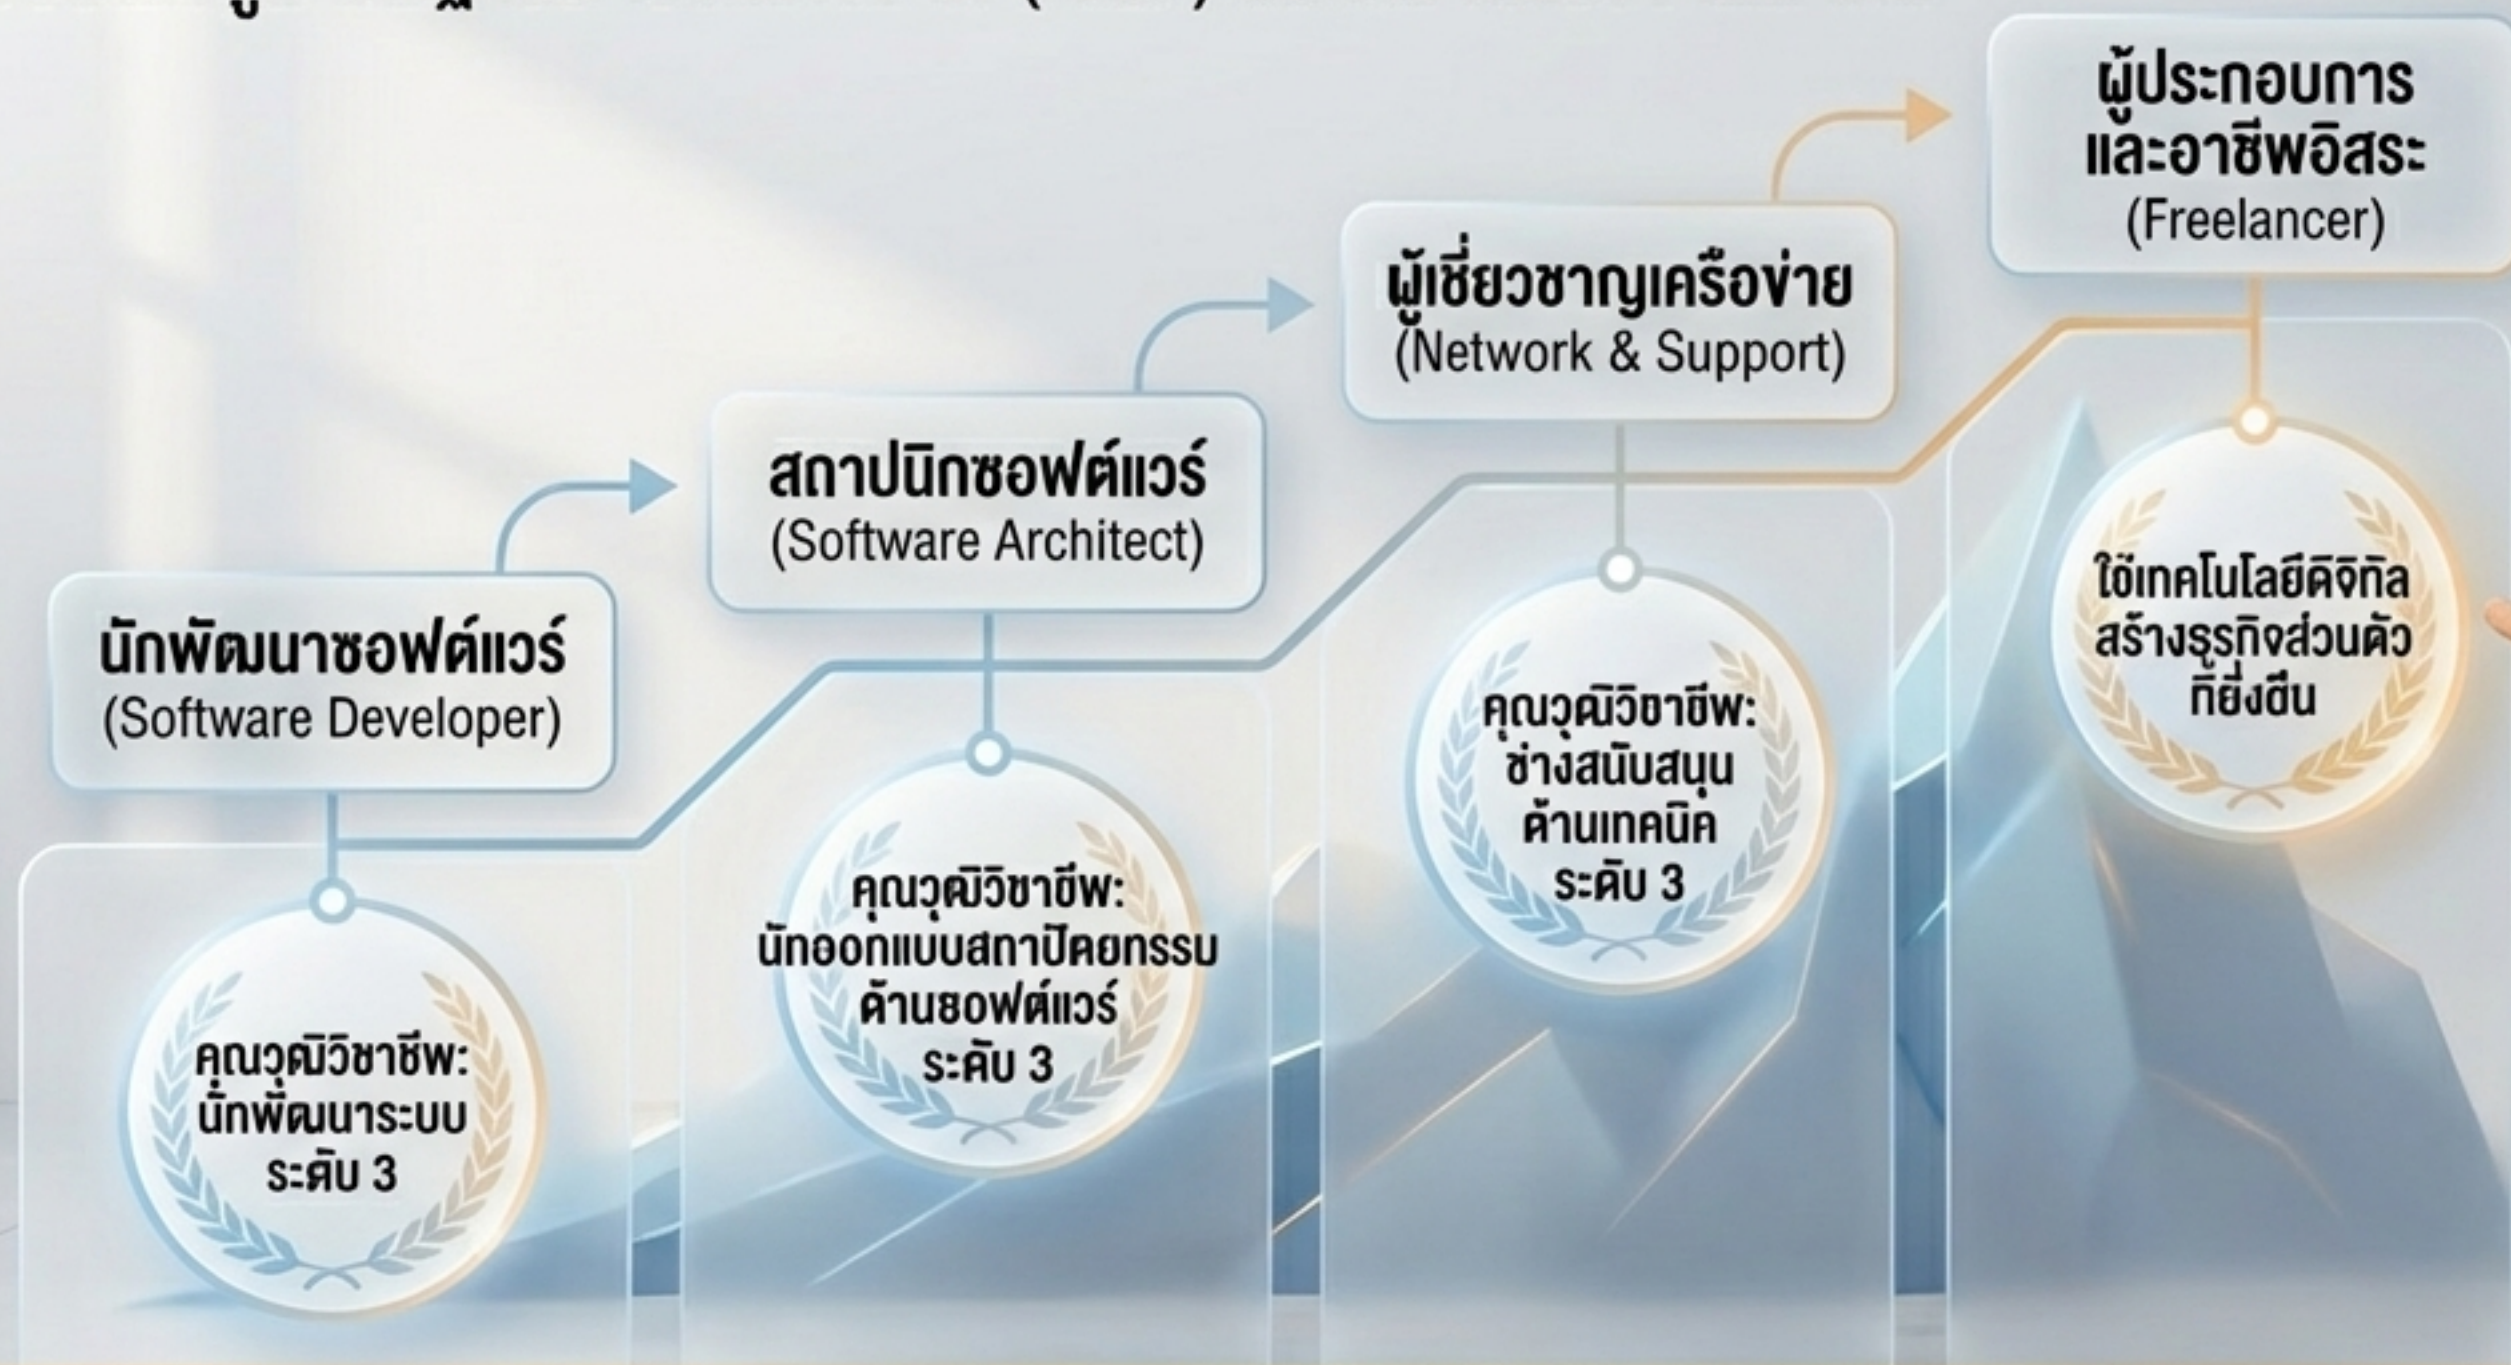 นักพัฒนาซอฟต์แวร์
(Software Developer)
คุณวุฒิวิชาชีพ:
นักพัฒนาระบบ
ระดับ 3
สถาปนิกซอฟต์แวร์
(Software Architect)
คุณวุฒิวิชาชีพ:
นักออกแบบสถาปัตยกรรม
ด้านซอฟต์แวร์
ระดับ 3
ผู้เชี่ยวชาญเครือข่าย
(Network & Support)
คุณวุฒิวิชาชีพ:
ช่างสนับสนุน
ด้านเทคนิค
ระดับ 3
ผู้ประกอบการ
และอาชีพอิสระ
(Freelancer)
ใช้เทคโนโลยีดิจิทัล
สร้างธุรกิจส่วนตัว
ที่ยั่งยืน